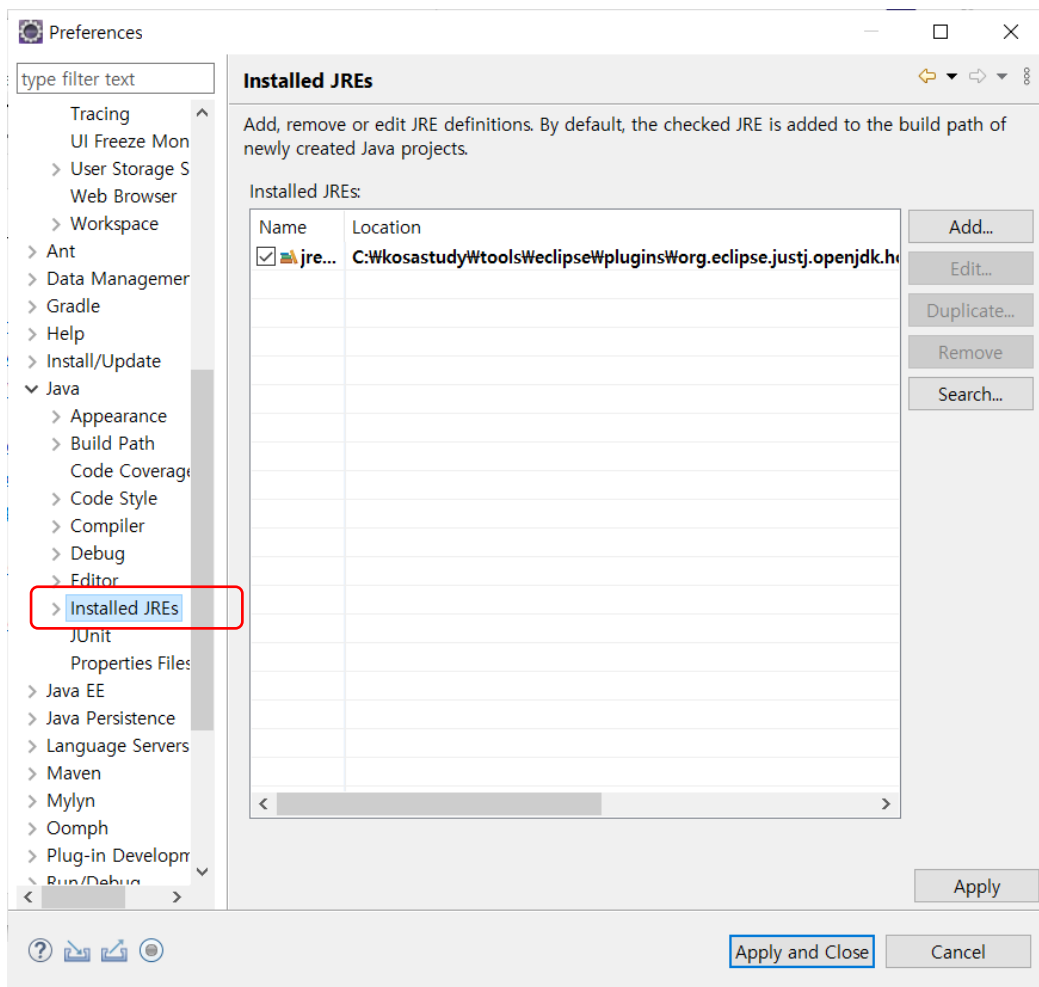 Preferences
type filter text
Tracing
UI Freeze Mon
User Storage S
Web Browser
Workspace
Ant
Data Managemer
Gradle
Help
Install/Update
Java
Appearance
Build Path
Code Coverage
Code Style
Compiler
Debug
Editor
Installed JREs
JUnit
Properties Files
Java EE
Java Persistence
Language Servers
Maven
Mylyn
Oomph
Plug-in Developm
Run/Debug
Installed JREs
Add, remove or edit JRE definitions. By default, the checked JRE is added to the build path of
newly created Java projects.
Installed JREs:
Name Location
jre... C:₩kosastudy₩tools₩eclipse₩plugins₩org.eclipse.justj.openjdk.ho
Add...
Edit...
Duplicate...
Remove
Search...
Apply
Apply and Close Cancel